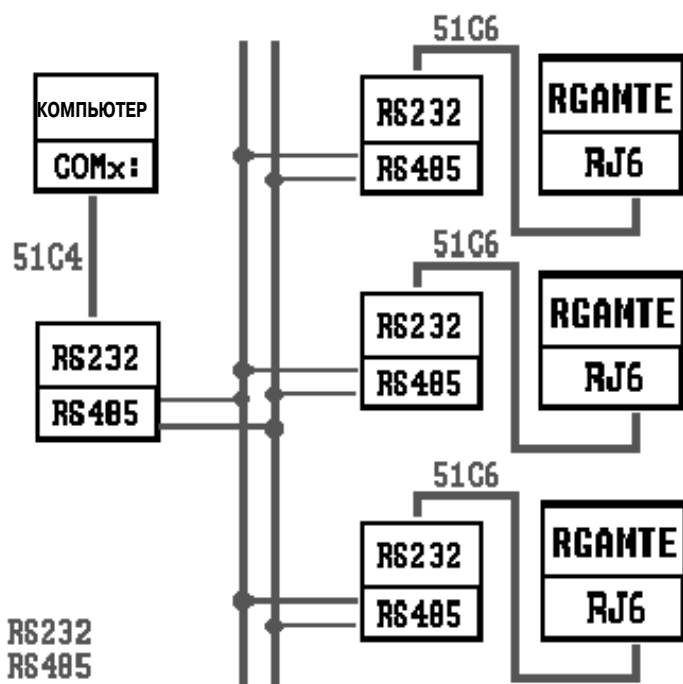 51C6
КОМПЬЮТЕР
COMx:
RS232
RS485
RGAMTE
RJ6
51C4
51C6
RS232
RS485
RS232
RS485
RGAMTE
RJ6
51C6
RS232
RS485
RGAMTE
RJ6
RS232
RS485